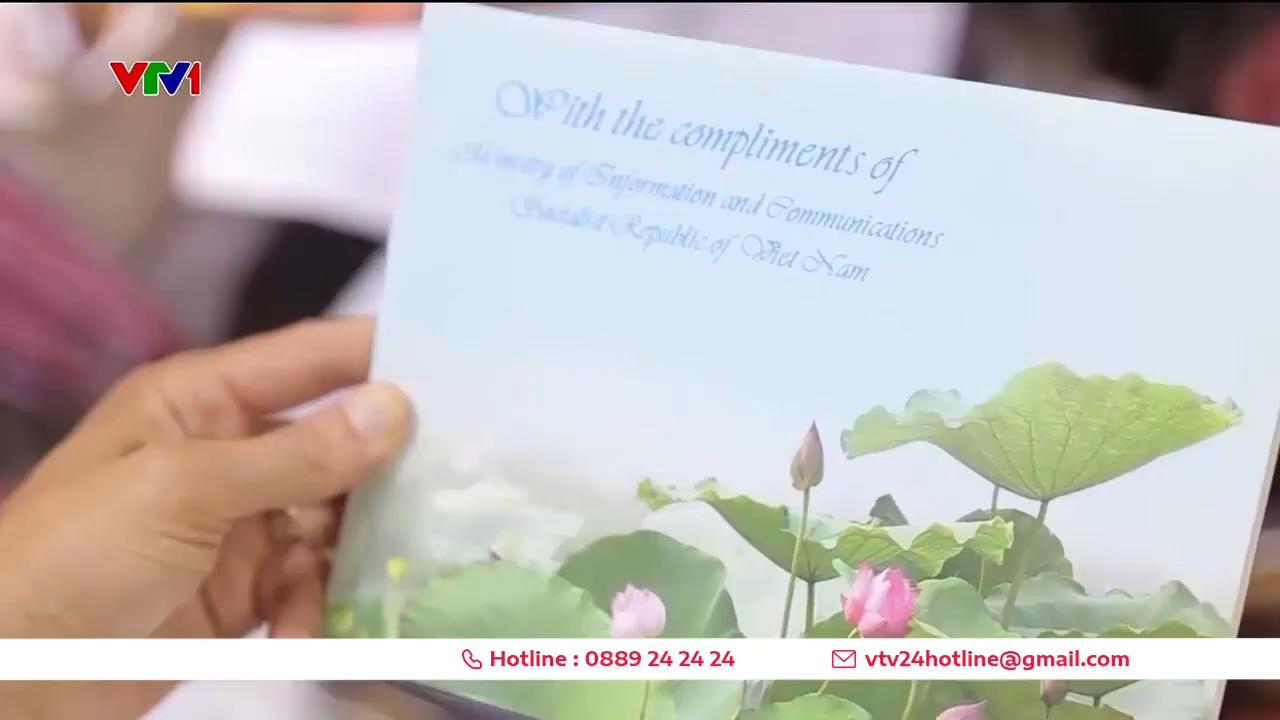 VTV1
With the compliments of
Ministry of Information and Communications
Socialist Republic of Viet Nam
Hotline : 0889 24 24 24
vtv24hotline@gmail.com